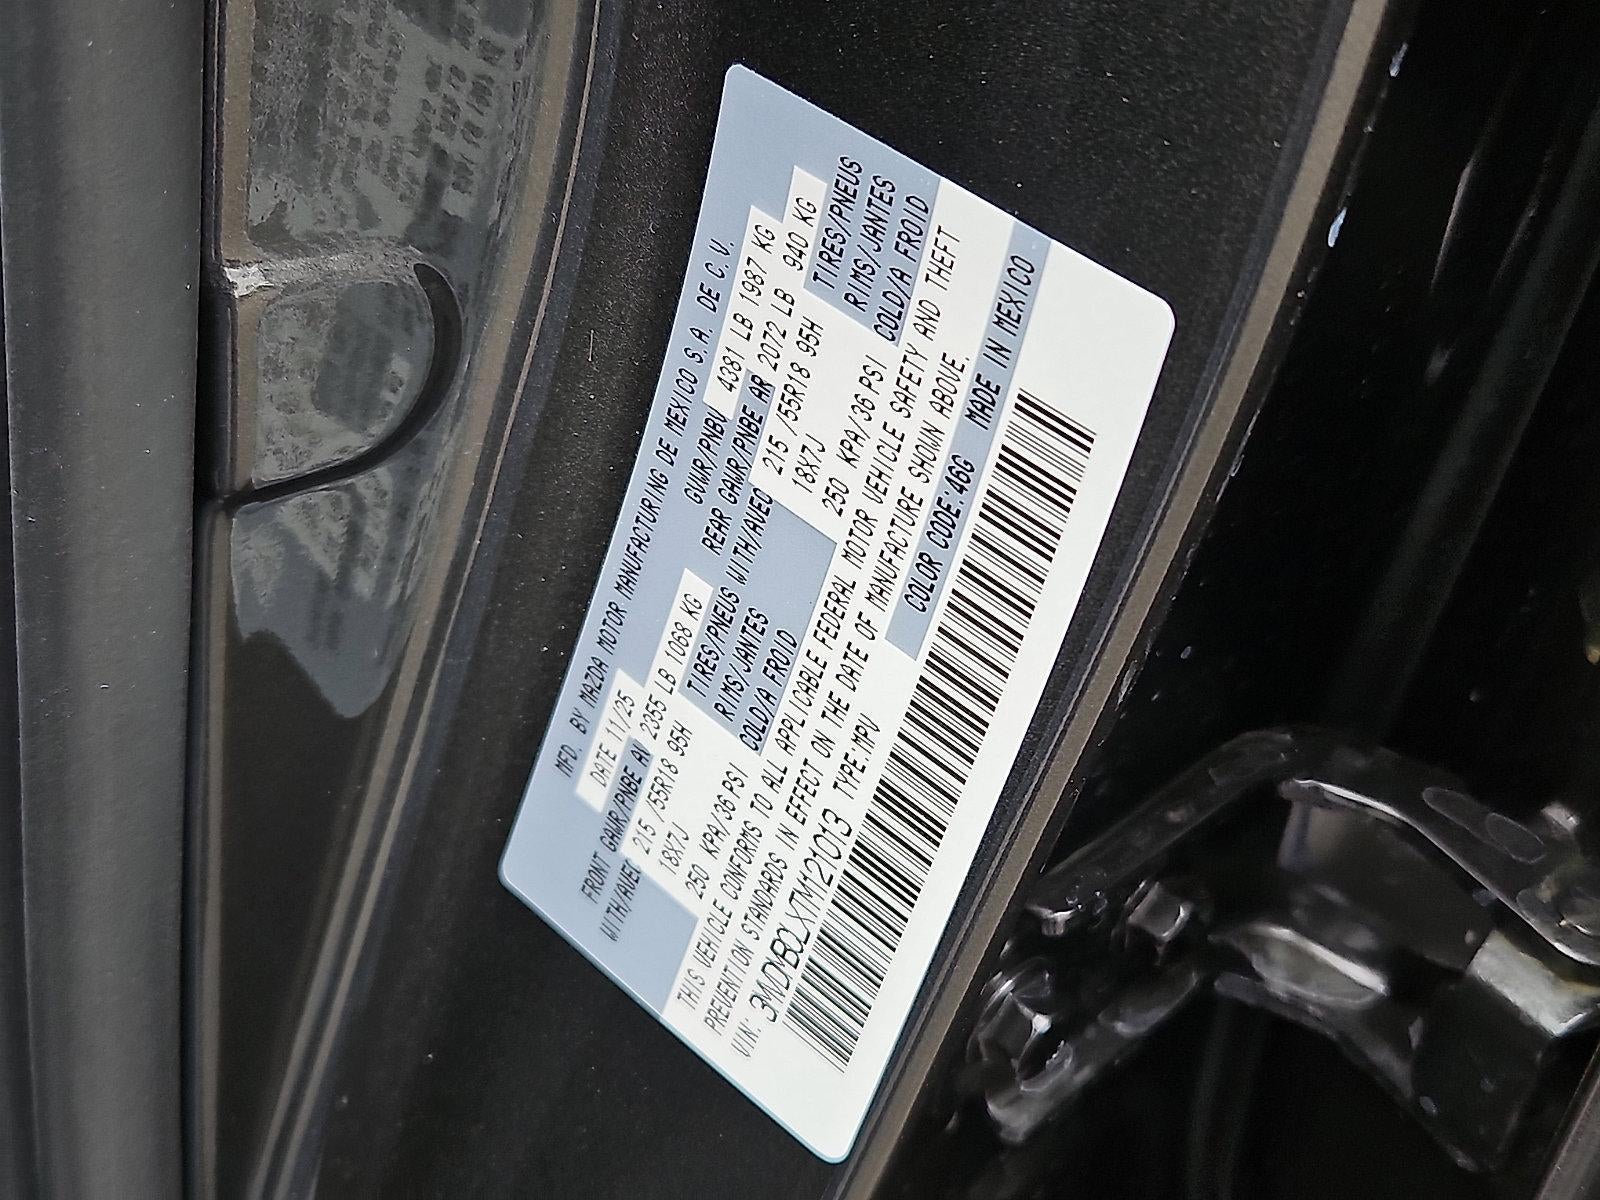 MFD. BY MAZDA MOTOR MANUFACTURING DE MEXICO S.A. DE C.V.
DATE 11/25 GVWR/PNBV 4381 LB 1987 KG
FRONT GAWR/PNBE AV 2355 LB 1068 KG REAR GAWR/PNBE AR 2072 LB 940 KG
WITH/AVEC 215 /55R18 95H TIRES/PNEUS WITH/AVEC 215 /55R18 95H TIRES/PNEUS
18X7J RIMS/JANTES 18X7J RIMS/JANTES
250 KPA/36 PSI COLD/A FROID 250 KPA/36 PSI COLD/A FROID
THIS VEHICLE CONFORMS TO ALL APPLICABLE FEDERAL MOTOR VEHICLE SAFETY AND THEFT
PREVENTION STANDARDS IN EFFECT ON THE DATE OF MANUFACTURE SHOWN ABOVE.
VIN: 3MVDMBCLXTM121013 TYPE:MPV COLOR CODE:46G MADE IN MEXICO